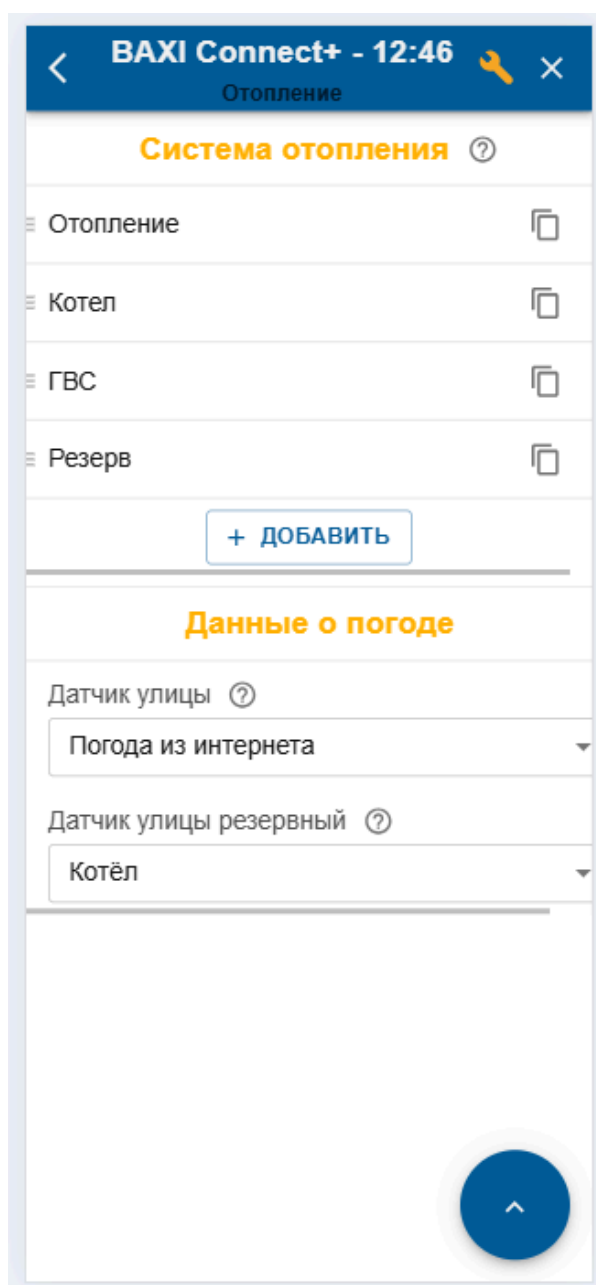 BAXI Connect+ - 12:46
Отопление
Система отопления
Отопление
Котел
ГВС
Резерв
+ ДОБАВИТЬ
Данные о погоде
Датчик улицы
Погода из интернета
Датчик улицы резервный
Котёл